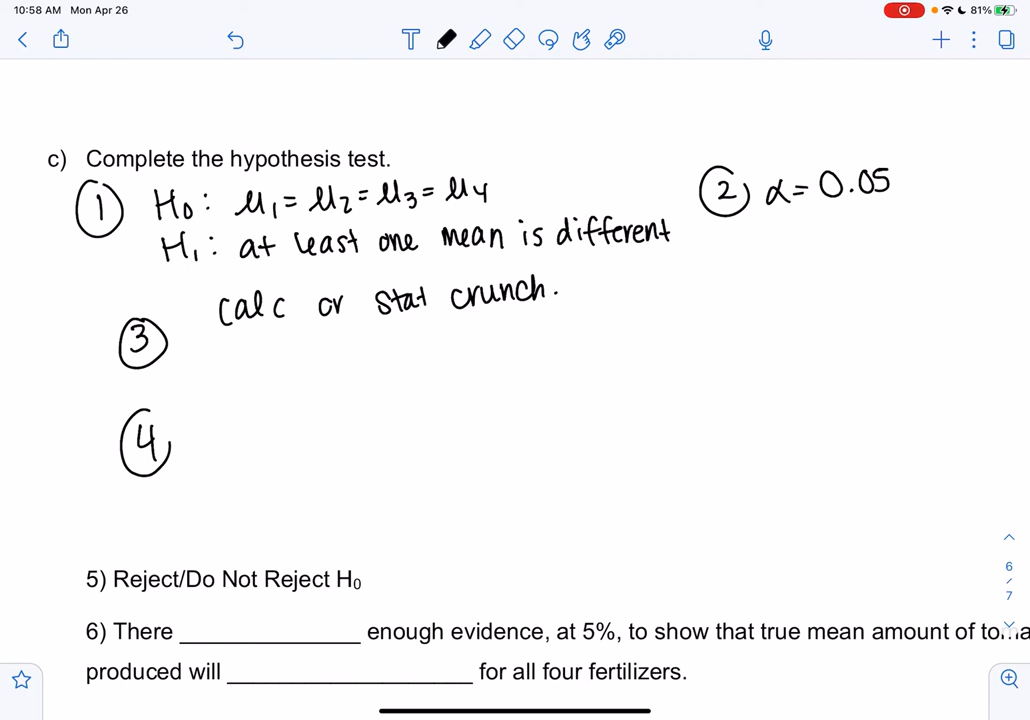 10:58 AM Mon Apr 26 81%
T
c) Complete the hypothesis test.
① H₀: μ₁ = μ₂ = μ₃ = μ₄ ② α = 0.05
H₁: at least one mean is different
calc or stat crunch.
③
④
5) Reject/Do Not Reject H₀
6) There _______________ enough evidence, at 5%, to show that true mean amount of toma
produced will ____________________ for all four fertilizers.
6
/
7